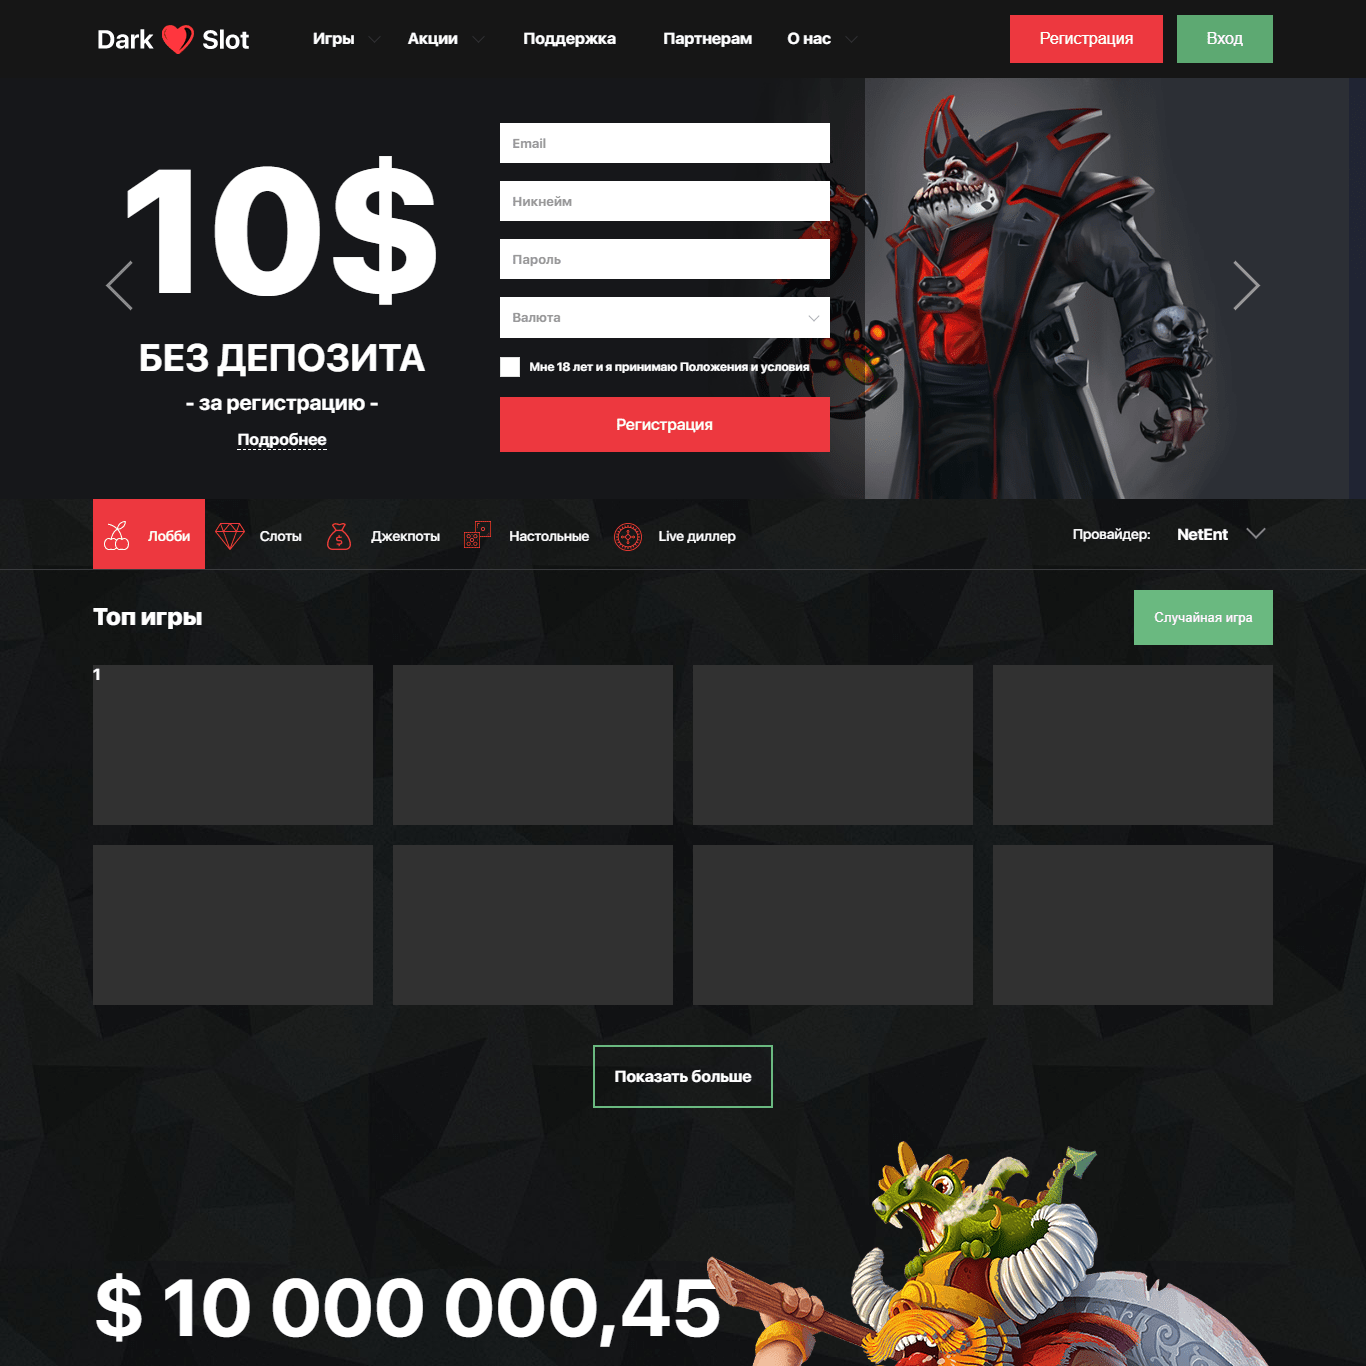 Dark Slot
Игры Акции Поддержка Партнерам О нас
Регистрация Вход
10$
БЕЗ ДЕПОЗИТА
- за регистрацию -
Подробнее
Email
Никнейм
Пароль
Валюта
Мне 18 лет и я принимаю Положения и условия
Регистрация
Лобби Слоты Джекпоты Настольные Live диллер
Провайдер: NetEnt
Топ игры
Случайная игра
1
Показать больше
$ 10 000 000,45